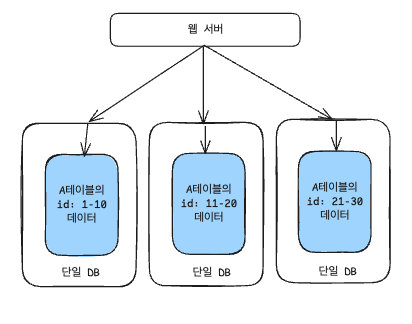 웹 서버
A테이블의
id: 1-10
데이터
단일 DB
A테이블의
id: 11-20
데이터
단일 DB
A테이블의
id: 21-30
데이터
단일 DB